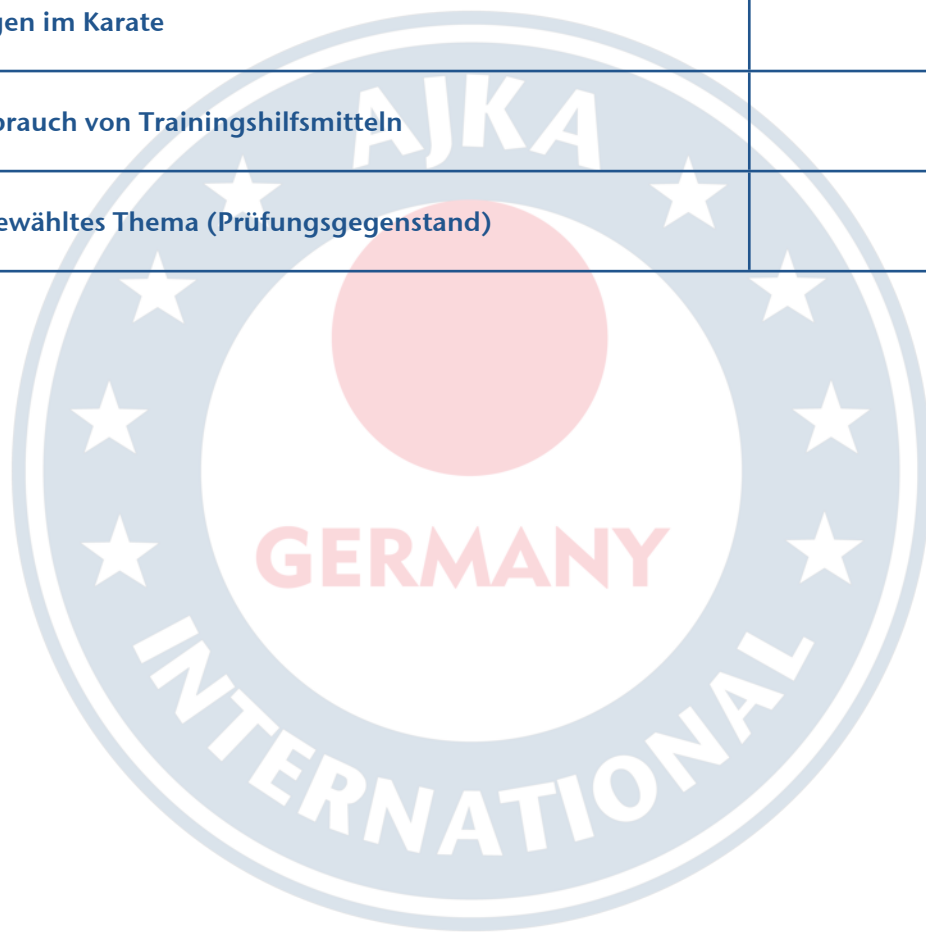 gen im Karate
brauch von Trainingshilfsmitteln
ewähltes Thema (Prüfungsgegenstand)
AJKA
GERMANY
INTERNATIONAL